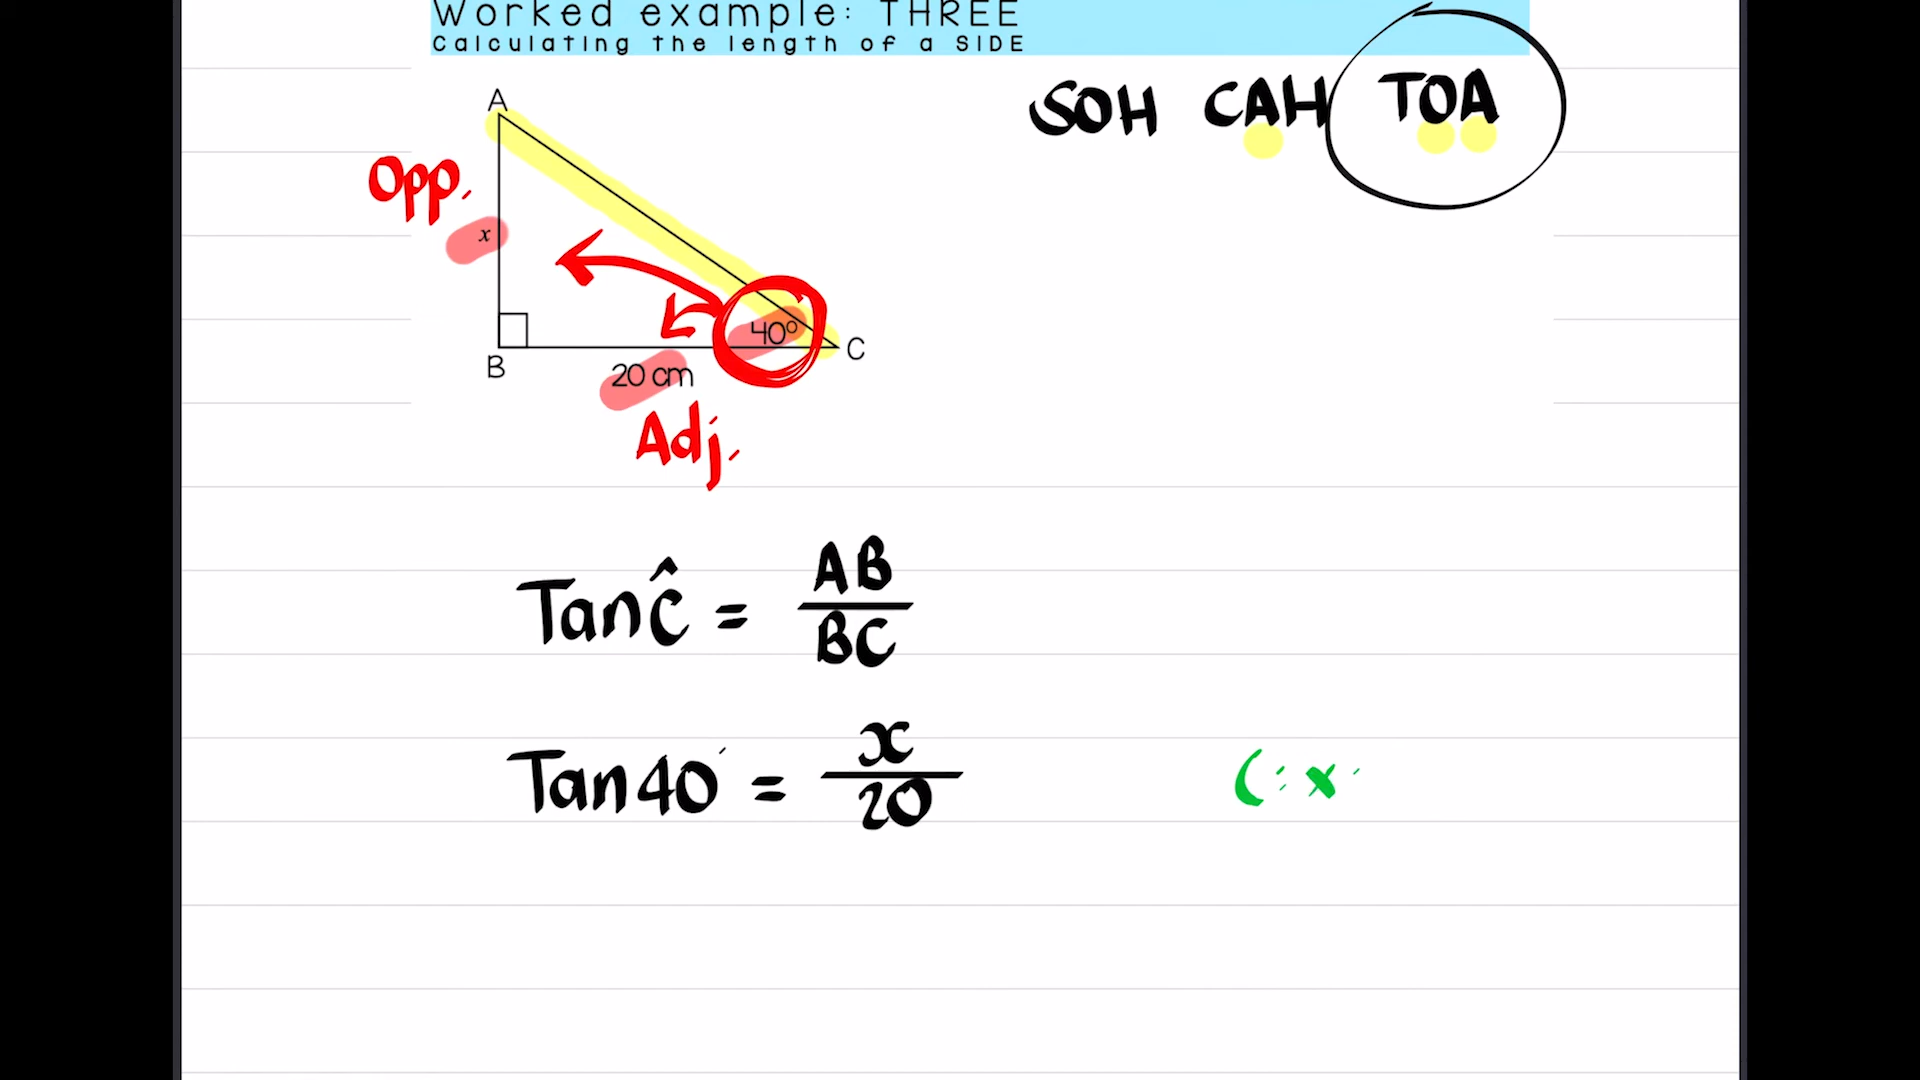 Worked example: THREE
Calculating the length of a SIDE
SOH CAH TOA
A
Opp.
x
40°
B
C
20 cm
Adj.
Tan Ĉ = AB/BC
Tan 40 = x/20
(: x